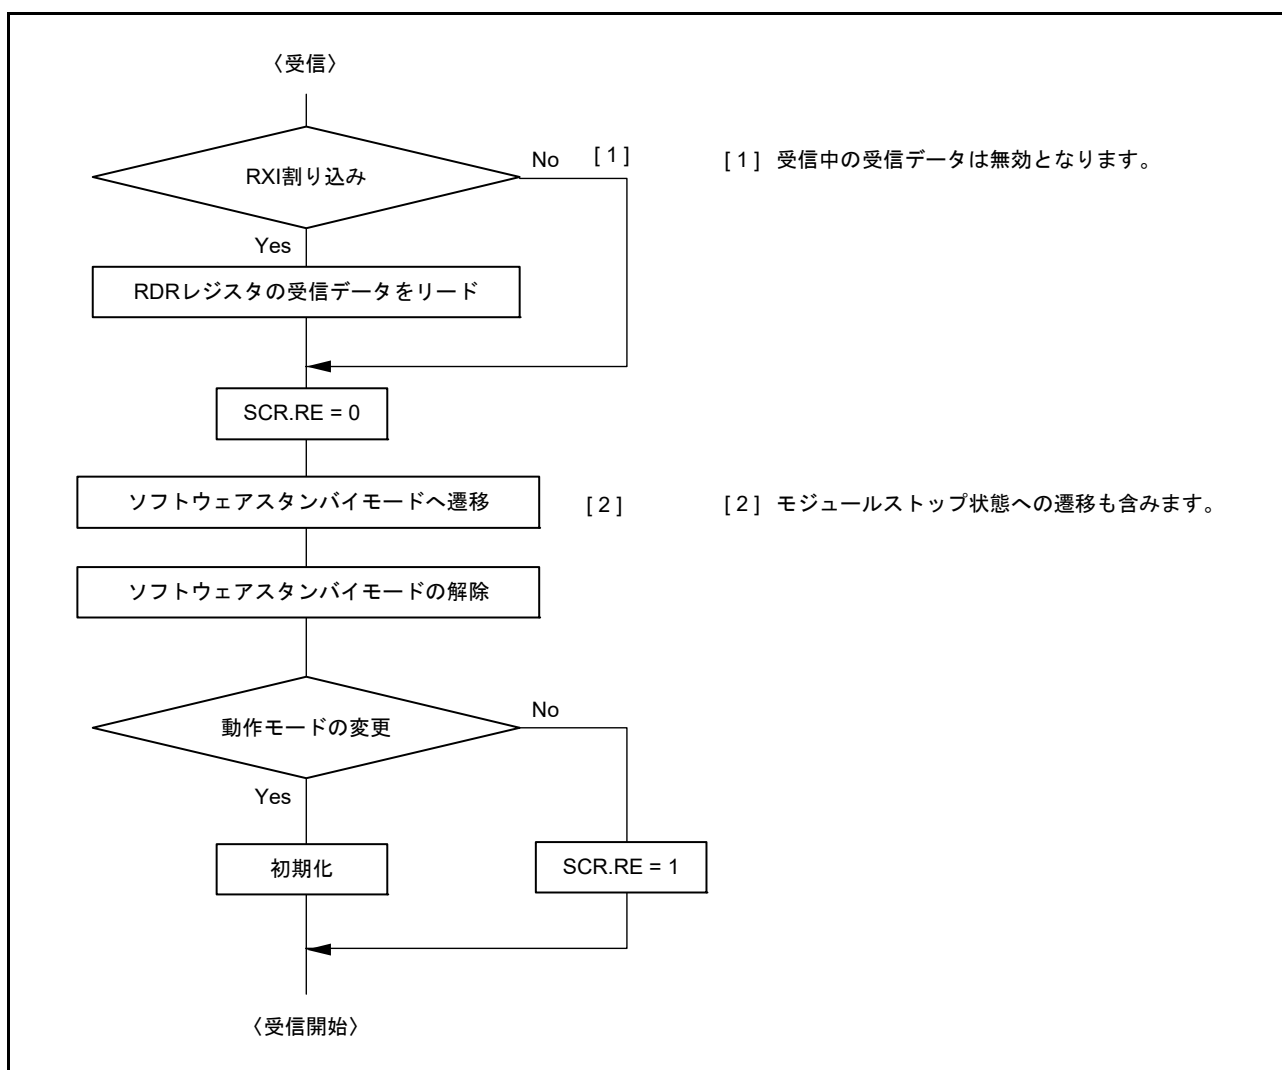 〈受信〉
RXI割り込み
No
[ 1 ]
[ 1 ] 受信中の受信データは無効となります。
Yes
RDRレジスタの受信データをリード
SCR.RE = 0
ソフトウェアスタンバイモードへ遷移
[ 2 ]
[ 2 ] モジュールストップ状態への遷移も含みます。
ソフトウェアスタンバイモードの解除
動作モードの変更
No
Yes
初期化
SCR.RE = 1
〈受信開始〉